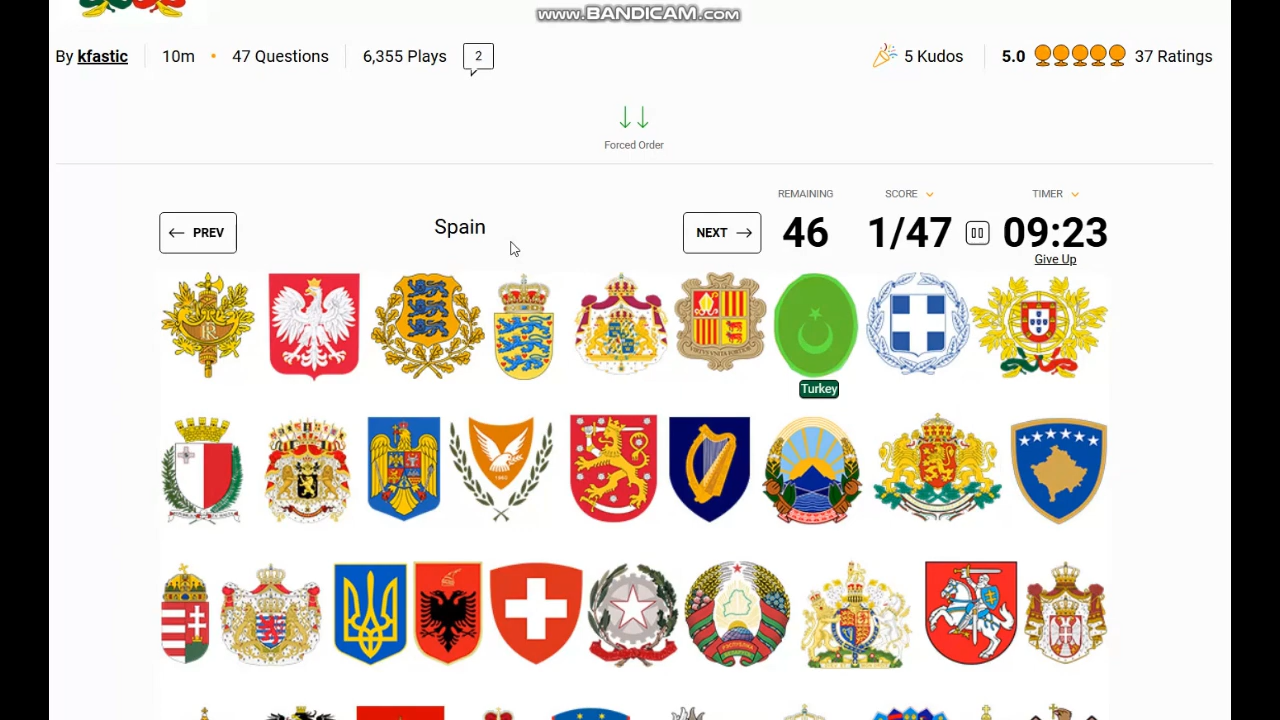 www.BANDICAM.com
By kfastic
10m • 47 Questions
6,355 Plays
2
5 Kudos
5.0
37 Ratings
Forced Order
REMAINING
SCORE
TIMER
← PREV
Spain
NEXT →
46
1/47
09:23
Give Up
Turkey